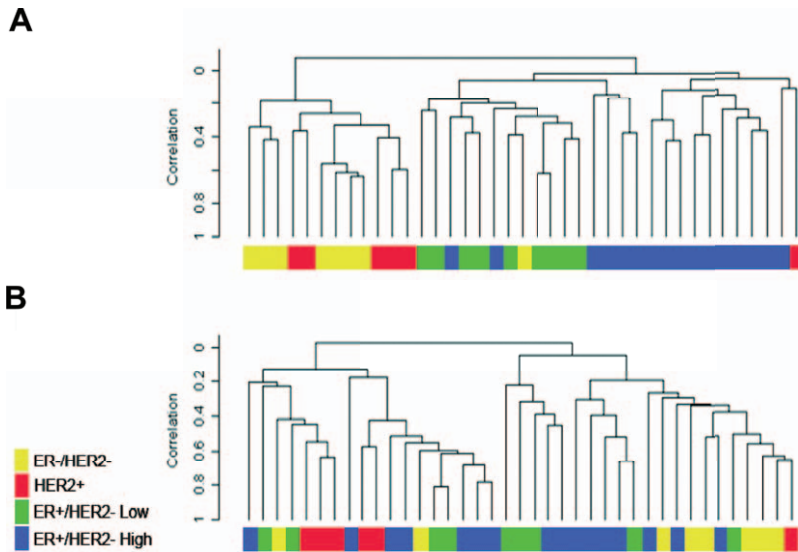 A
Correlation
0
0.4
0.8
1
B
Correlation
0
0.2
0.4
0.6
0.8
1
ER-/HER2-
HER2+
ER+/HER2- Low
ER+/HER2- High